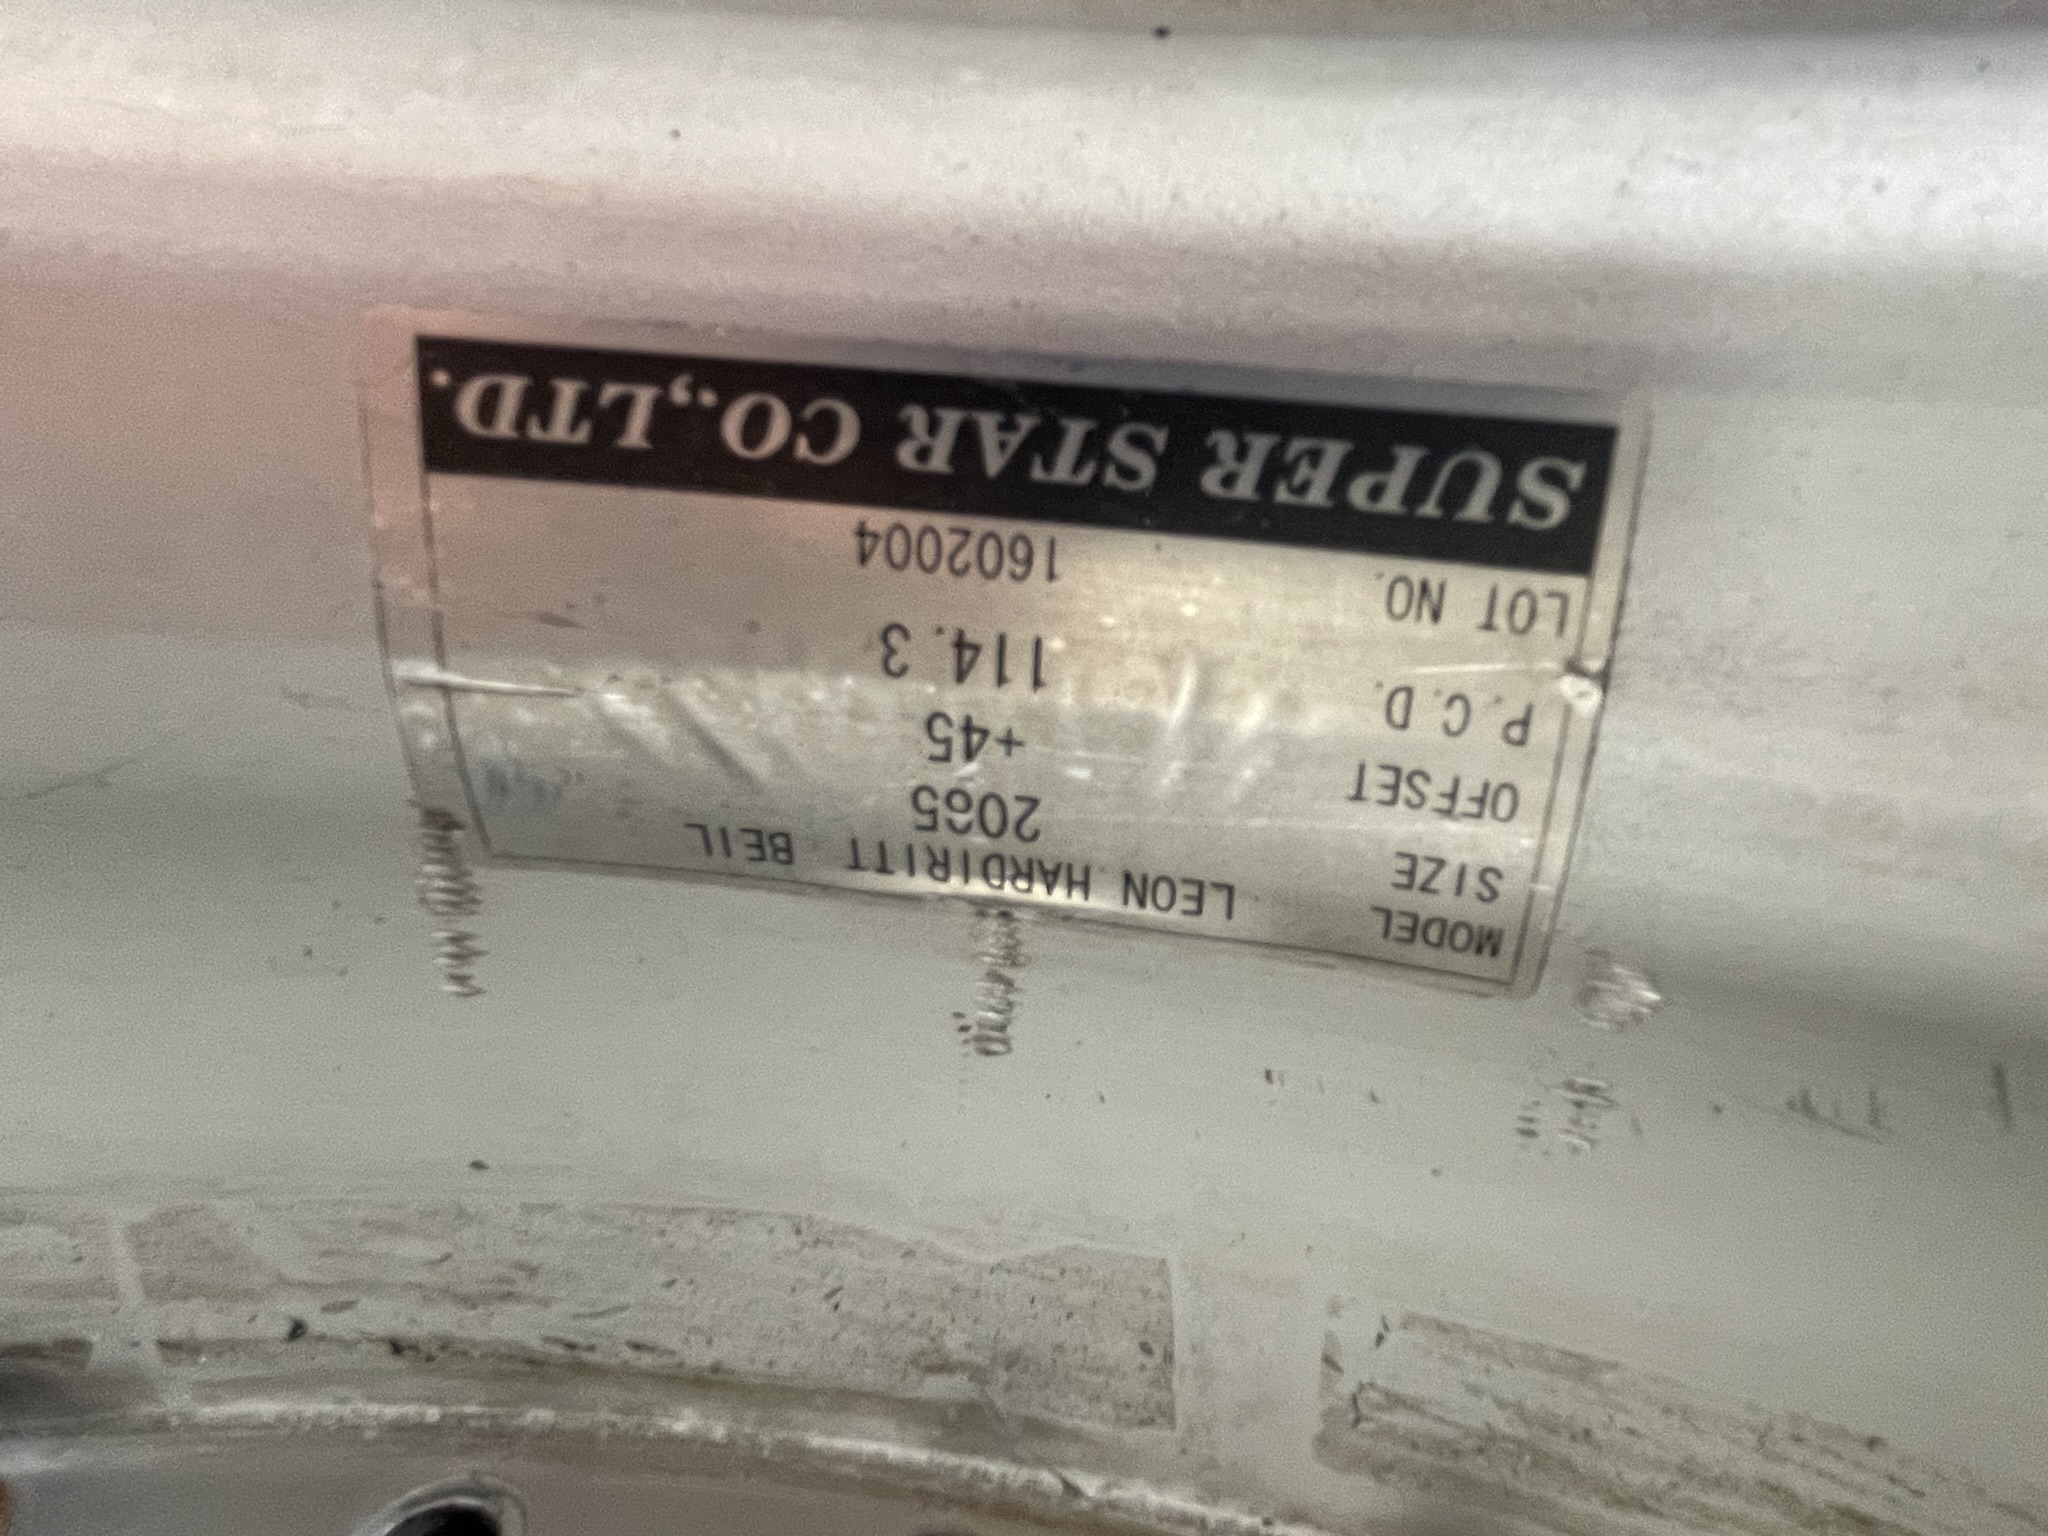 MODEL LEON HARDIRITT BEIL
SIZE 2085
OFFSET +45
P.C.D. 114.3
LOT NO. 1602004
SUPER STAR CO.,LTD.